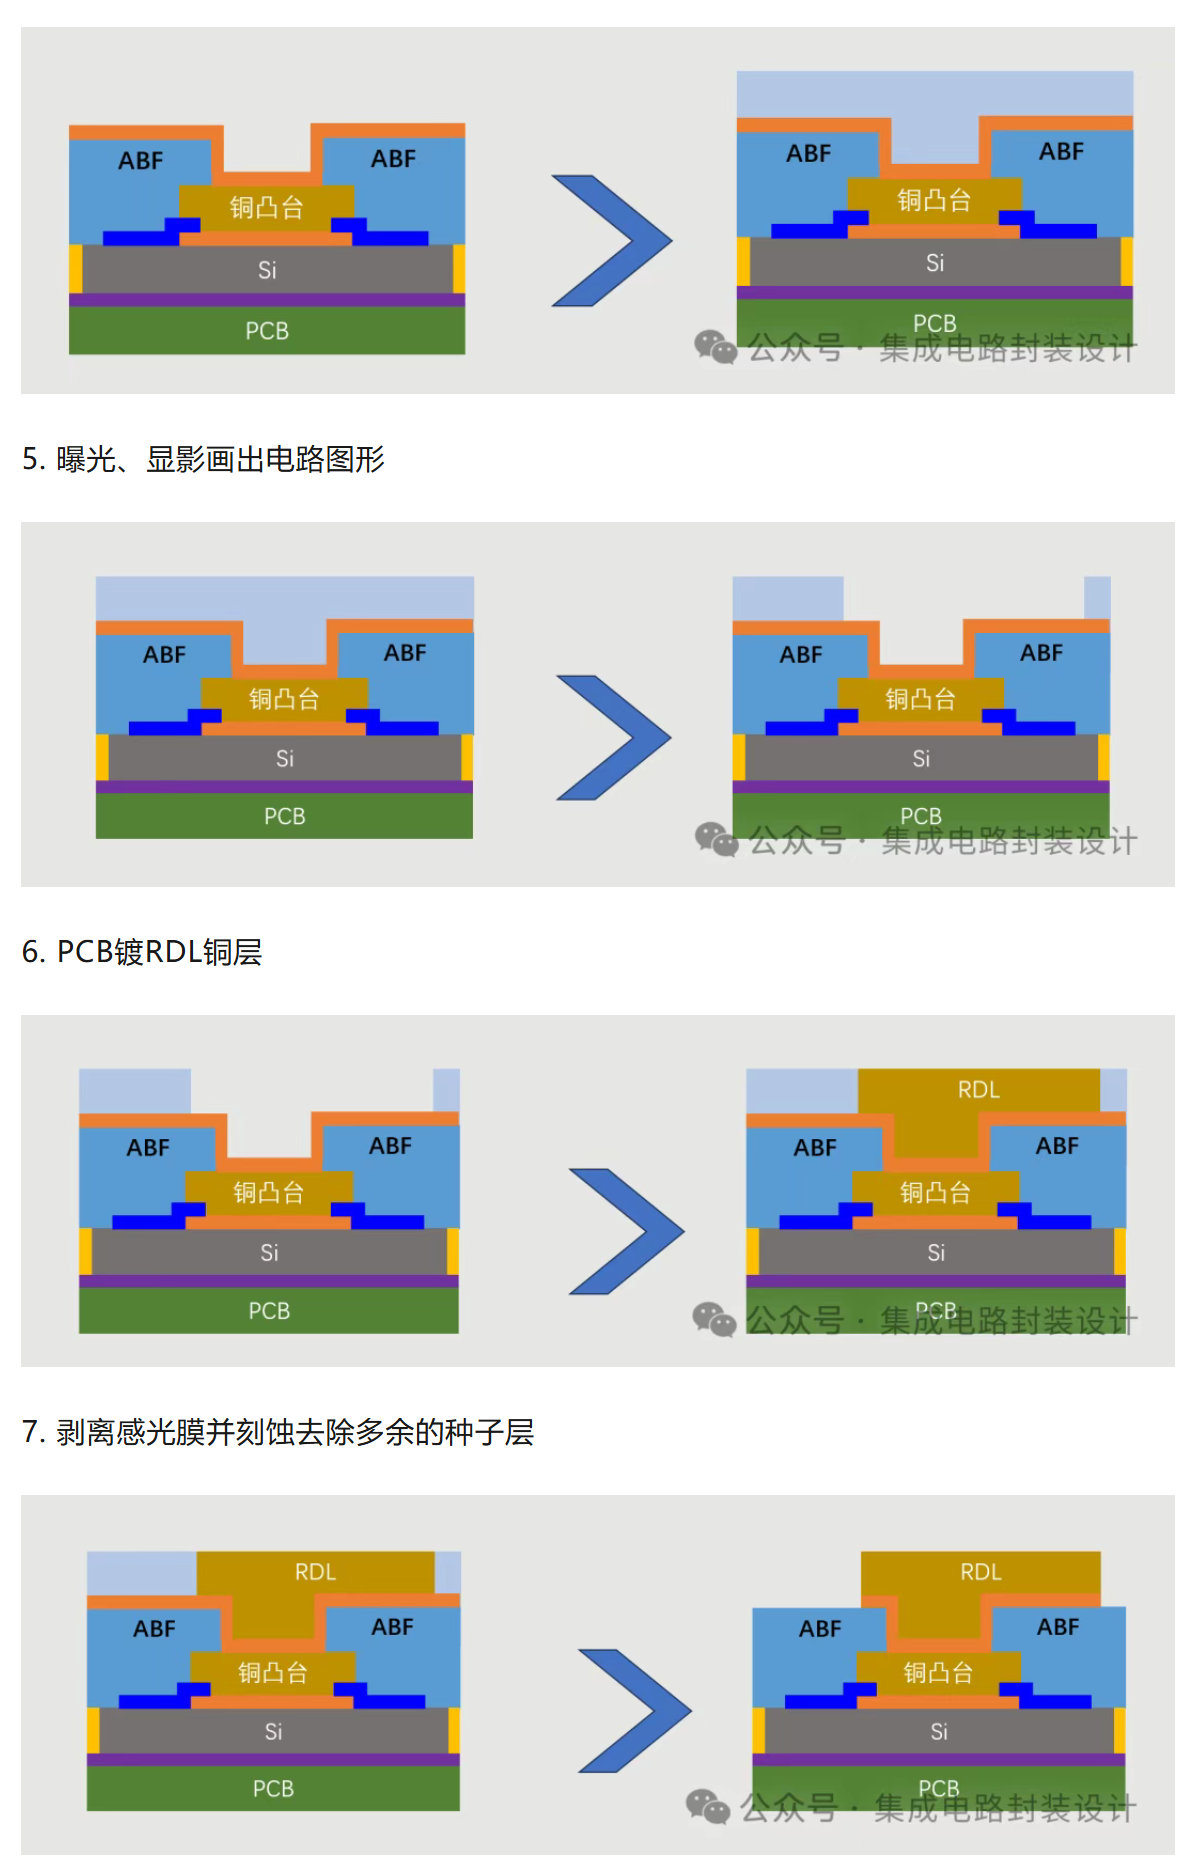 ABF ABF
铜凸台
Si
PCB
ABF ABF
铜凸台
Si
PCB
公众号 · 集成电路封装设计
5. 曝光、显影画出电路图形
ABF ABF
铜凸台
Si
PCB
ABF ABF
铜凸台
Si
PCB
公众号 · 集成电路封装设计
6. PCB镀RDL铜层
ABF ABF
铜凸台
Si
PCB
RDL
ABF ABF
铜凸台
Si
PCB
公众号 · 集成电路封装设计
7. 剥离感光膜并刻蚀去除多余的种子层
RDL
ABF ABF
铜凸台
Si
PCB
RDL
ABF ABF
铜凸台
Si
PCB
公众号 · 集成电路封装设计